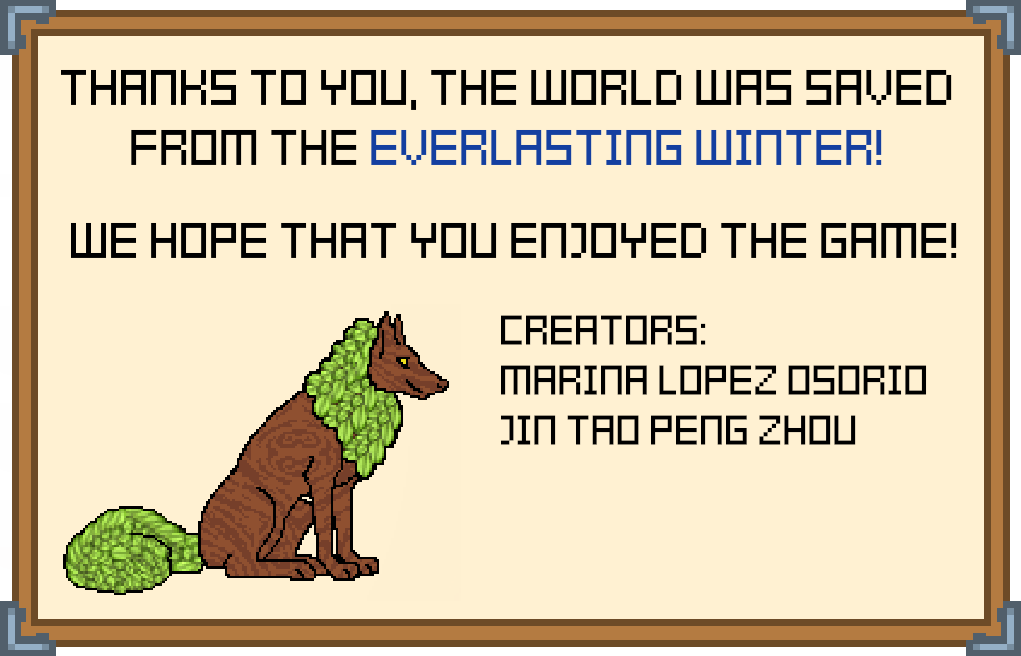 THANKS TO YOU, THE WORLD WAS SAVED
FROM THE EVERLASTING WINTER!
WE HOPE THAT YOU ENJOYED THE GAME!
CREATORS:
MARINA LOPEZ OSORIO
JIN TAO PENG ZHOU